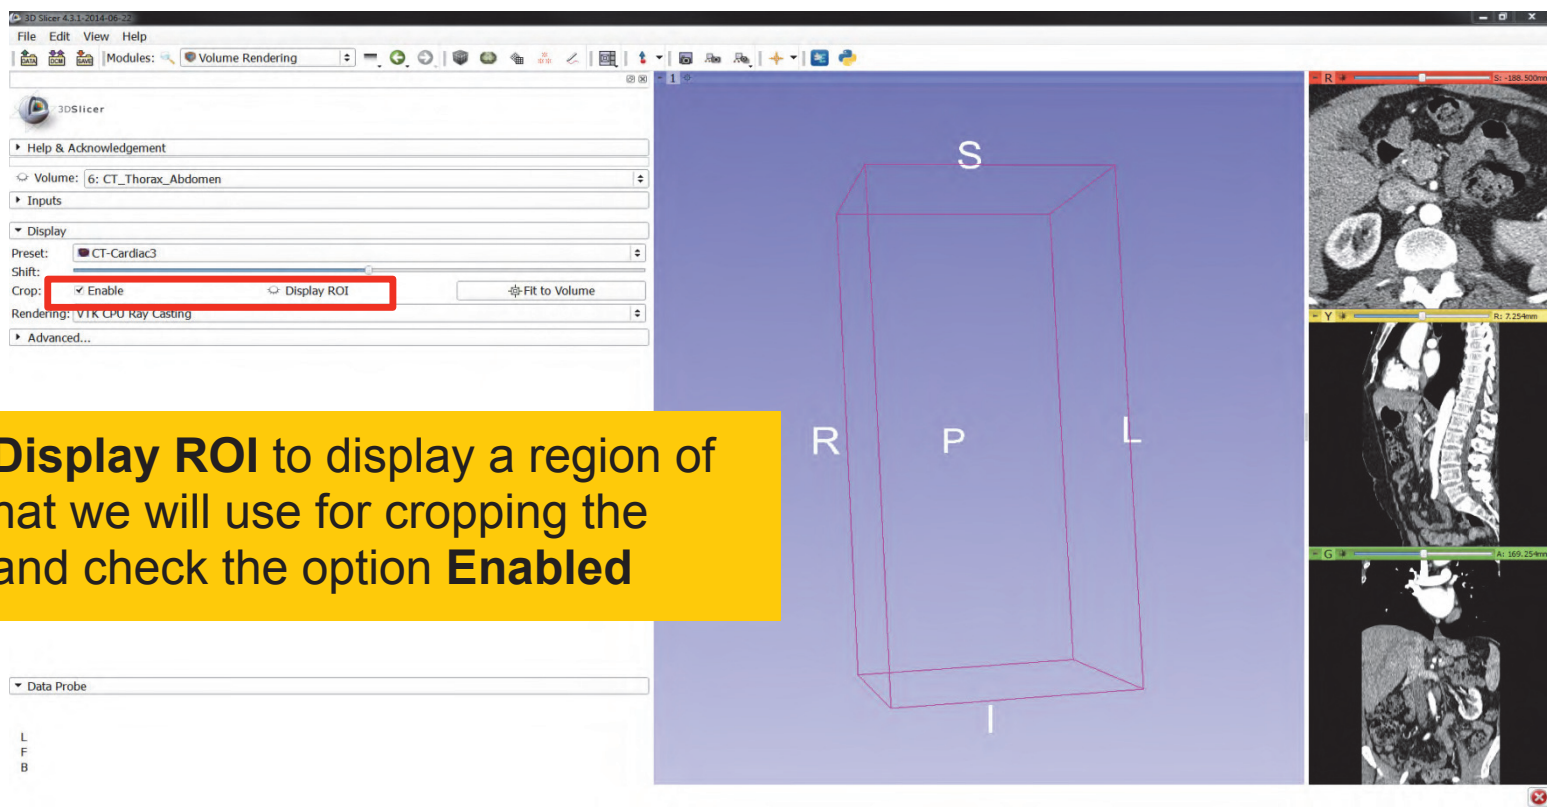 3D Slicer 4.3.1-2014-06-22
File Edit View Help
DATA DCM SAVE Modules: Volume Rendering
1
3DSlicer
Help & Acknowledgement
Volume: 6: CT_Thorax_Abdomen
Inputs
Display
Preset: CT-Cardiac3
Shift:
Crop: Enable Display ROI Fit to Volume
Rendering: VTK CPU Ray Casting
Advanced...
Display ROI to display a region of
hat we will use for cropping the
and check the option Enabled
Data Probe
L
F
B
S
R P L
I
R S: -188.500mm
Y R: 7.254mm
G A: 169.254mm